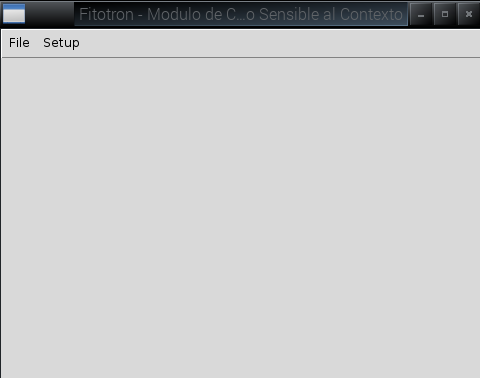 Fitotron - Modulo de C...o Sensible al Contexto
File Setup